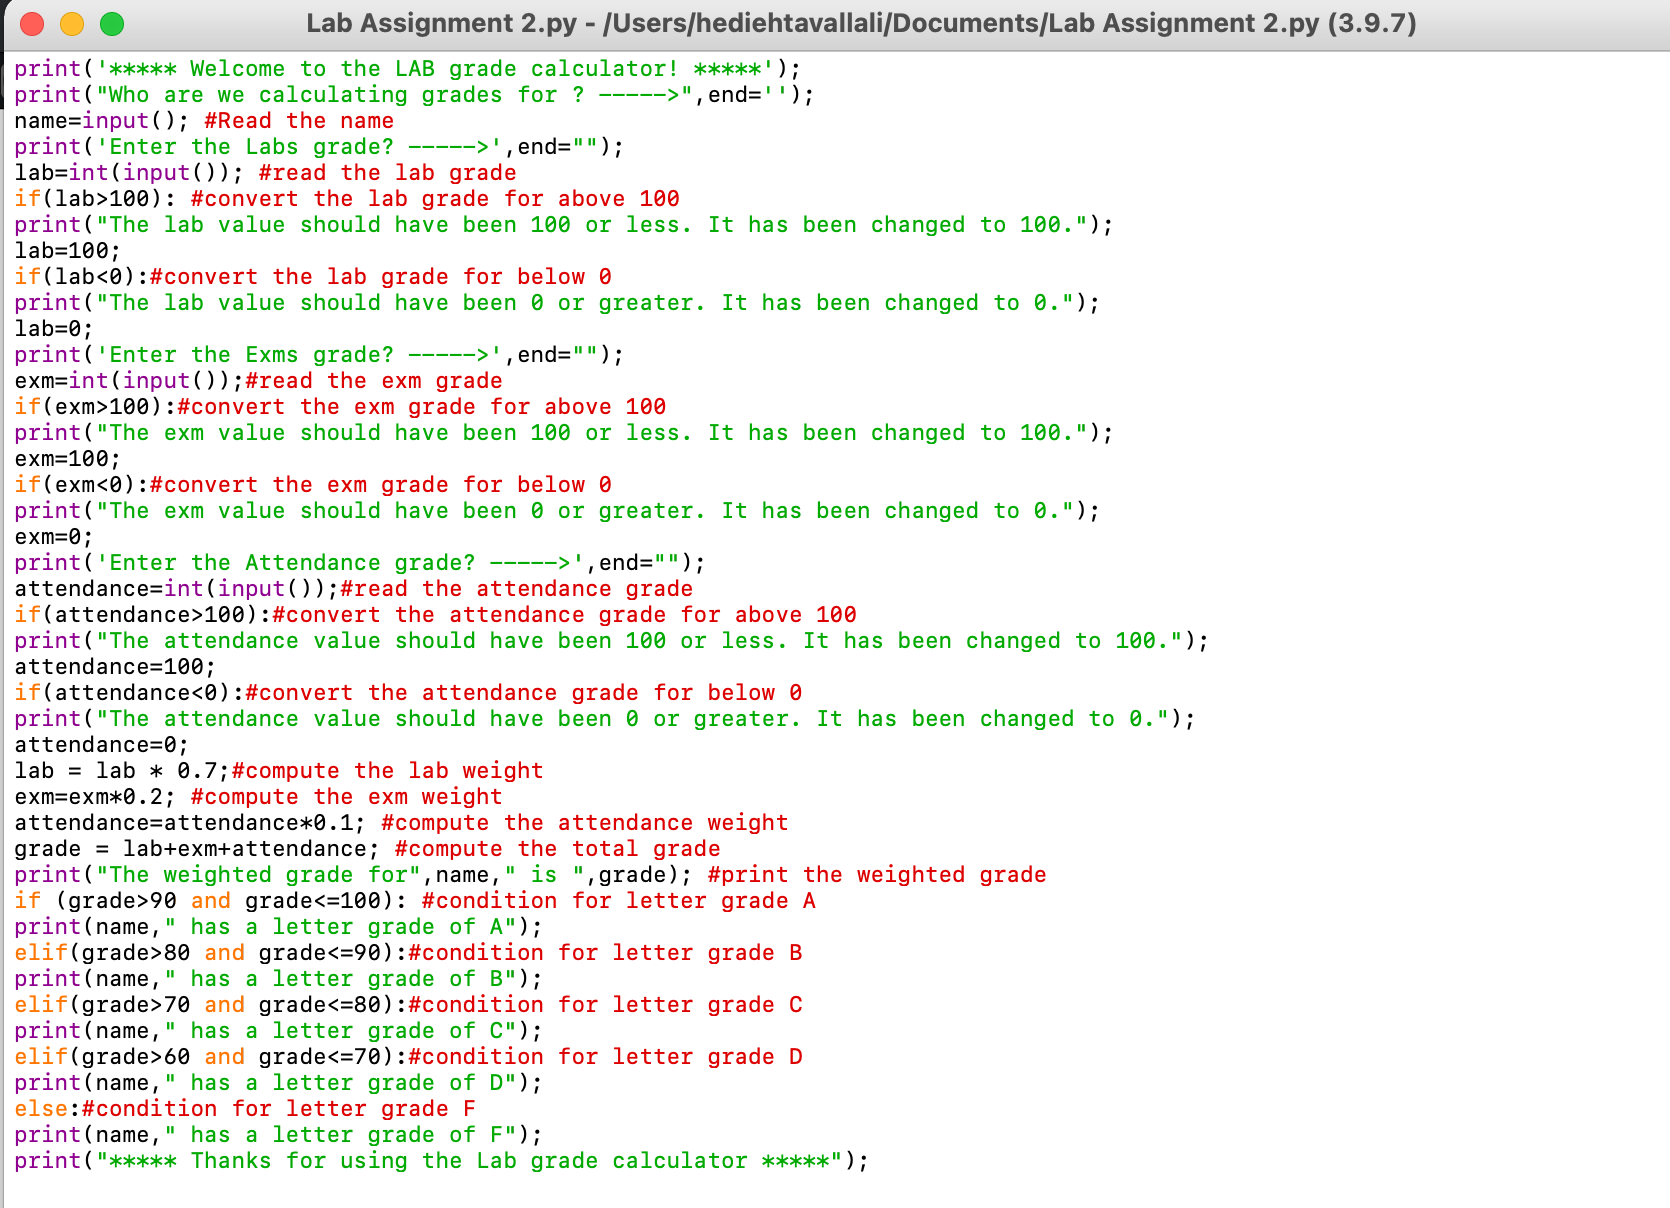 Lab Assignment 2.py - /Users/hediehtavallali/Documents/Lab Assignment 2.py (3.9.7)
print('***** Welcome to the LAB grade calculator! *****');
print("Who are we calculating grades for ? ----->",end='');
name=input(); #Read the name
print('Enter the Labs grade? ----->',end="");
lab=int(input()); #read the lab grade
if(lab>100): #convert the lab grade for above 100
print("The lab value should have been 100 or less. It has been changed to 100.");
lab=100;
if(lab<0):#convert the lab grade for below 0
print("The lab value should have been 0 or greater. It has been changed to 0.");
lab=0;
print('Enter the Exms grade? ----->',end="");
exm=int(input());#read the exm grade
if(exm>100):#convert the exm grade for above 100
print("The exm value should have been 100 or less. It has been changed to 100.");
exm=100;
if(exm<0):#convert the exm grade for below 0
print("The exm value should have been 0 or greater. It has been changed to 0.");
exm=0;
print('Enter the Attendance grade? ----->',end="");
attendance=int(input());#read the attendance grade
if(attendance>100):#convert the attendance grade for above 100
print("The attendance value should have been 100 or less. It has been changed to 100.");
attendance=100;
if(attendance<0):#convert the attendance grade for below 0
print("The attendance value should have been 0 or greater. It has been changed to 0.");
attendance=0;
lab = lab * 0.7;#compute the lab weight
exm=exm*0.2; #compute the exm weight
attendance=attendance*0.1; #compute the attendance weight
grade = lab+exm+attendance; #compute the total grade
print("The weighted grade for",name," is ",grade); #print the weighted grade
if (grade>90 and grade<=100): #condition for letter grade A
print(name," has a letter grade of A");
elif(grade>80 and grade<=90):#condition for letter grade B
print(name," has a letter grade of B");
elif(grade>70 and grade<=80):#condition for letter grade C
print(name," has a letter grade of C");
elif(grade>60 and grade<=70):#condition for letter grade D
print(name," has a letter grade of D");
else:#condition for letter grade F
print(name," has a letter grade of F");
print("***** Thanks for using the Lab grade calculator *****");